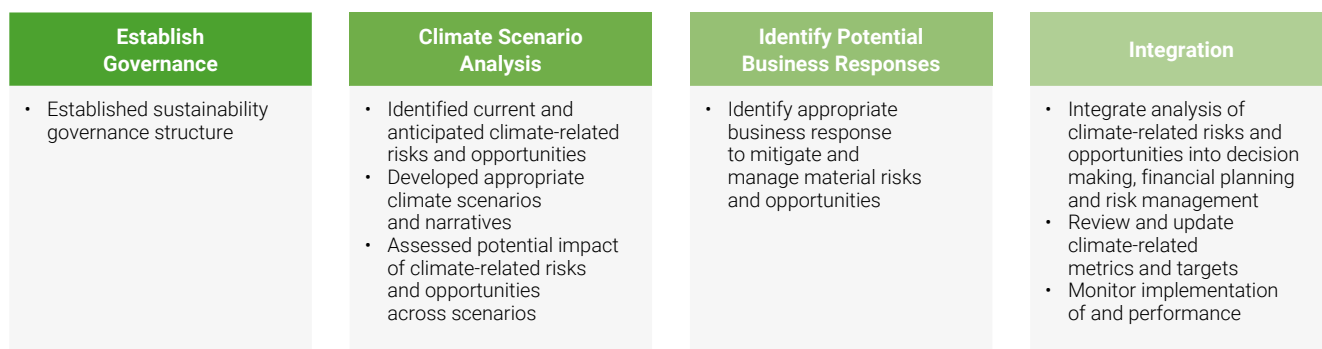 Establish
Governance
• Established sustainability
governance structure
Climate Scenario
Analysis
• Identified current and
anticipated climate-related
risks and opportunities
• Developed appropriate
climate scenarios
and narratives
• Assessed potential impact
of climate-related risks
and opportunities
across scenarios
Identify Potential
Business Responses
• Identify appropriate
business response
to mitigate and
manage material risks
and opportunities
Integration
• Integrate analysis of
climate-related risks and
opportunities into decision
making, financial planning
and risk management
• Review and update
climate-related
metrics and targets
• Monitor implementation
of and performance